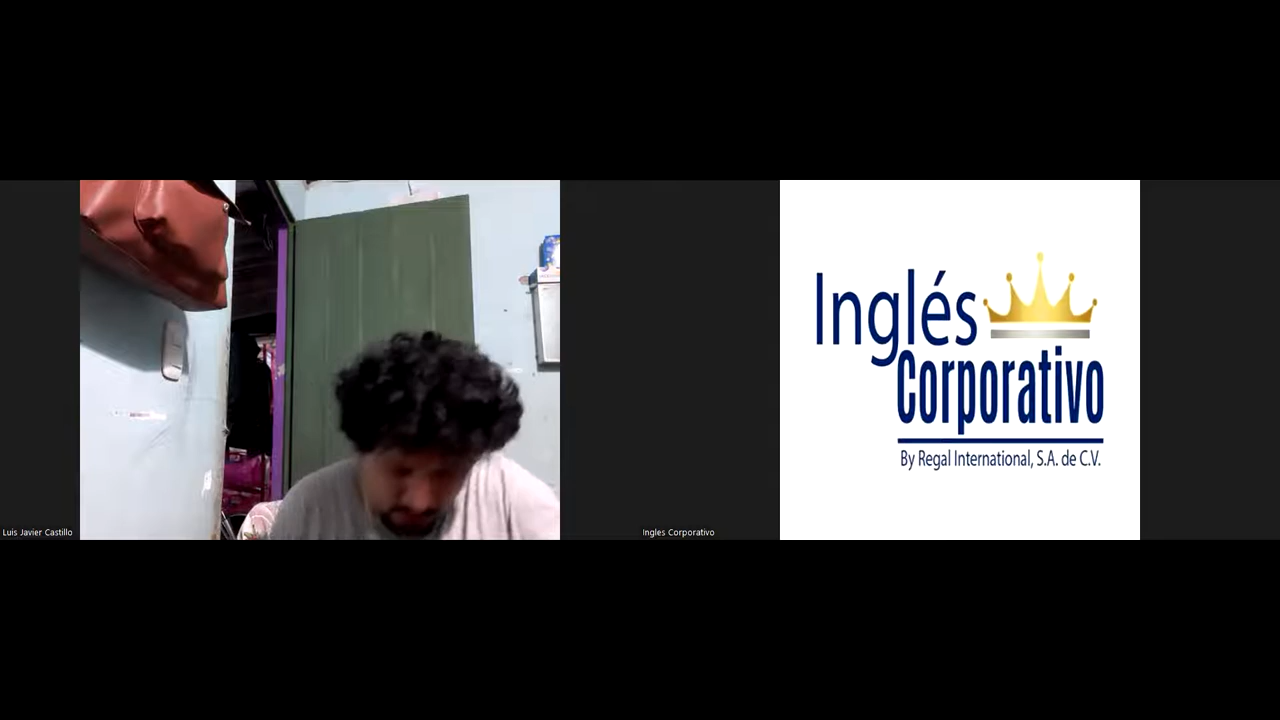 Inglés
Corporativo
By Regal International, S.A. de C.V.
Luis Javier Castillo
Ingles Corporativo